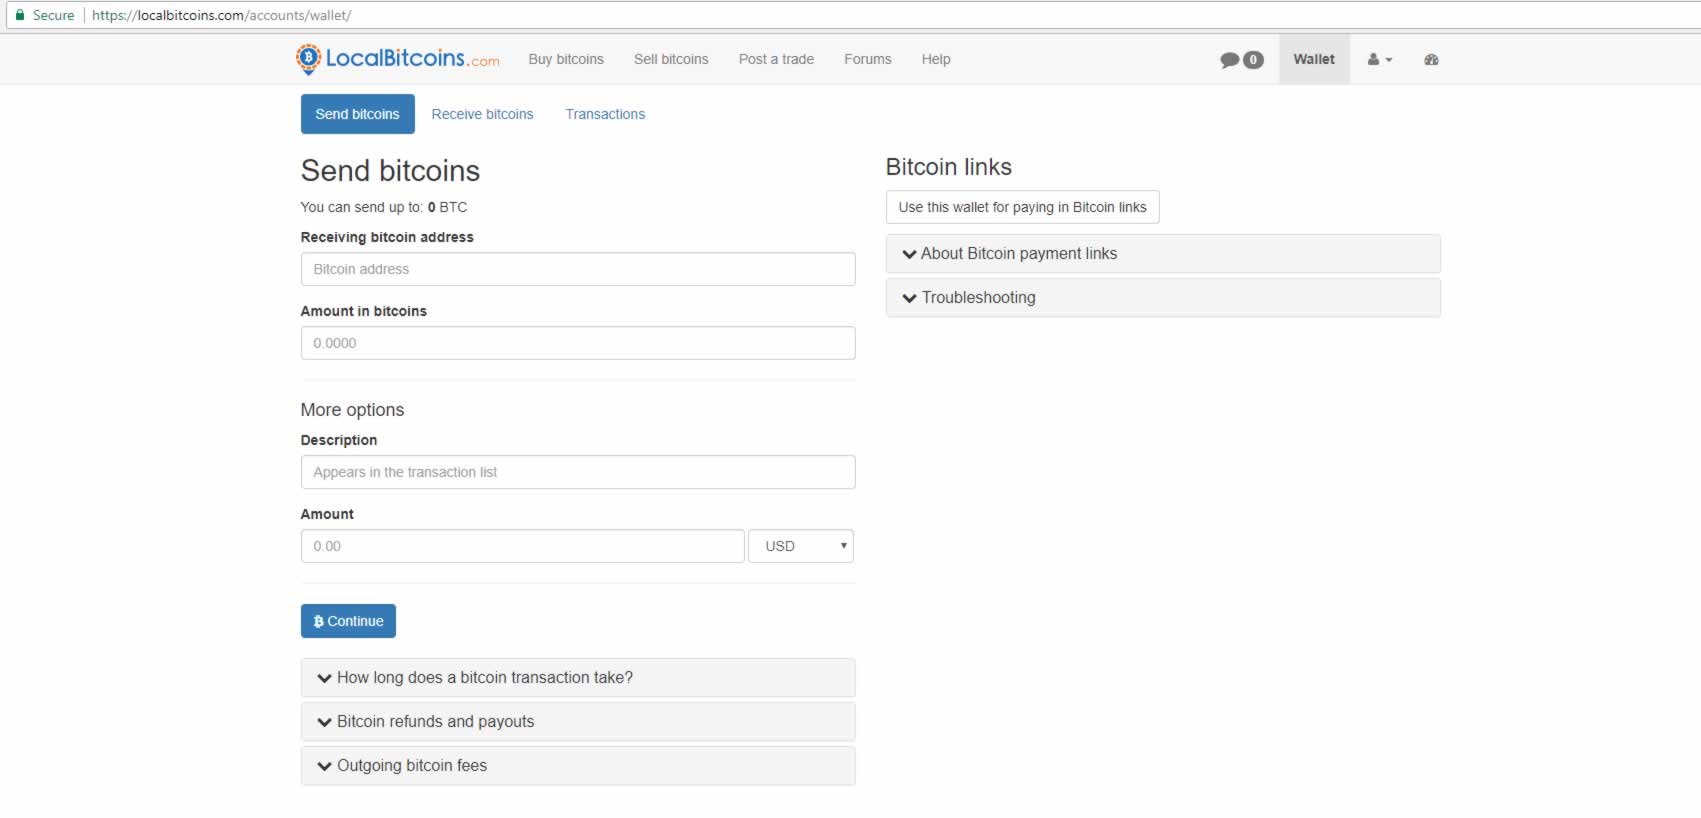 Secure https://localbitcoins.com/accounts/wallet/
LocalBitcoins.com Buy bitcoins Sell bitcoins Post a trade Forums Help 0 Wallet
Send bitcoins Receive bitcoins Transactions
Send bitcoins
You can send up to: 0 BTC
Receiving bitcoin address
Bitcoin address
Amount in bitcoins
0.0000
More options
Description
Appears in the transaction list
Amount
0.00 USD
Continue
How long does a bitcoin transaction take?
Bitcoin refunds and payouts
Outgoing bitcoin fees
Bitcoin links
Use this wallet for paying in Bitcoin links
About Bitcoin payment links
Troubleshooting